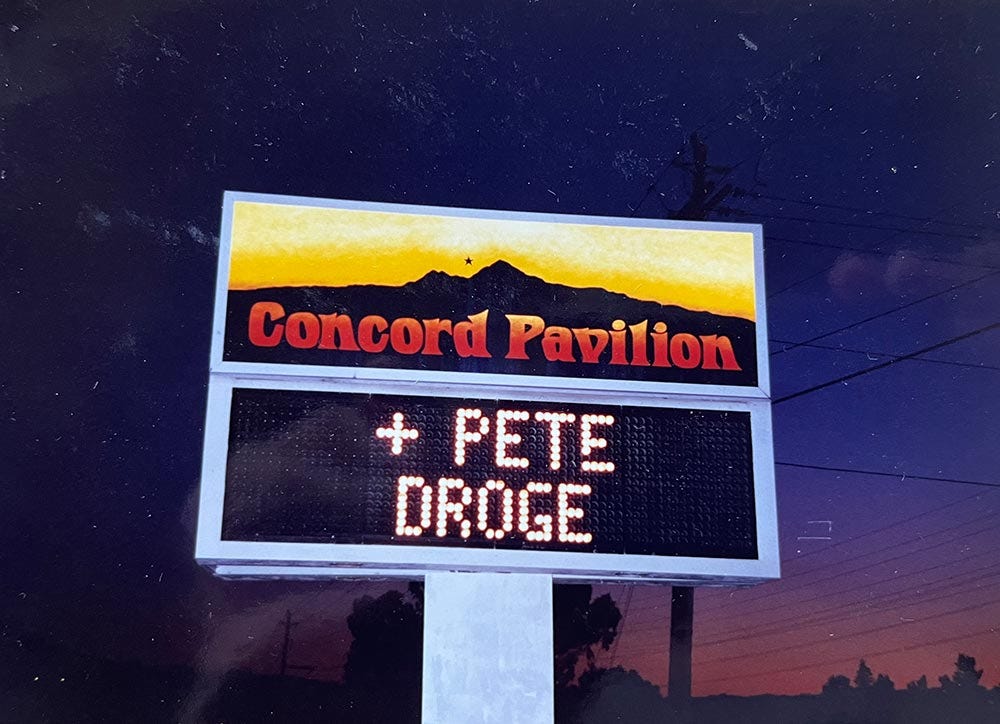 Concord Pavilion
+ PETE
DROGE